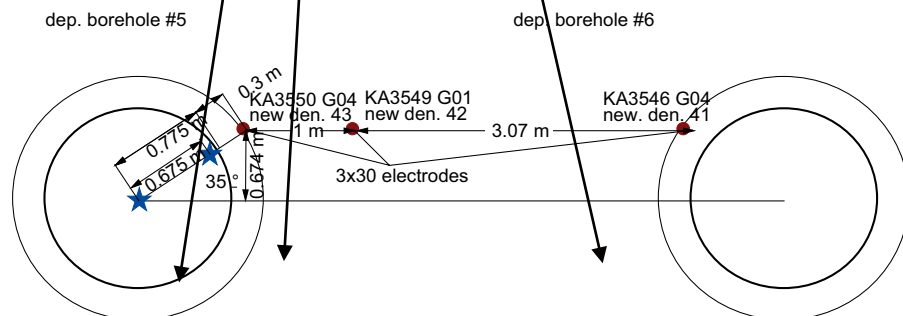 dep. borehole #5
dep. borehole #6
0.3 m
KA3550 G04
new den. 43
KA3549 G01
new den. 42
KA3546 G04
new. den. 41
0.775 m
1 m
3.07 m
0.675 m
0.674 m
35°
3x30 electrodes